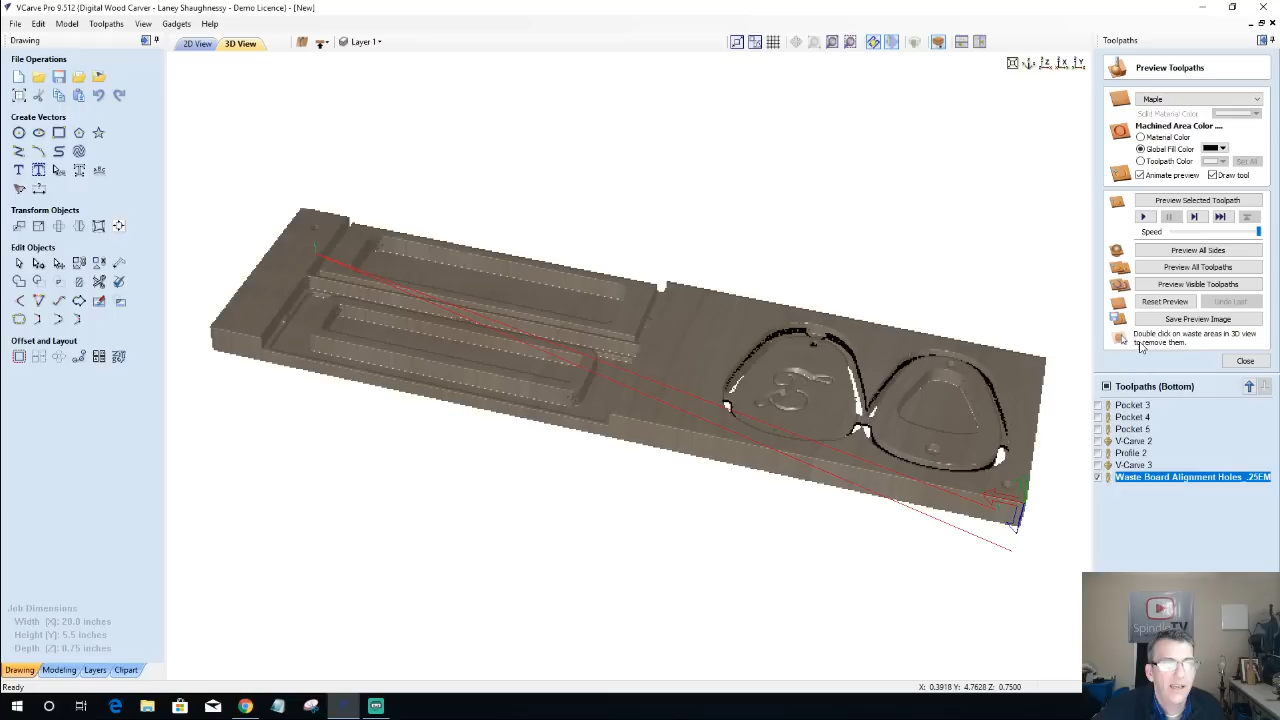 VCarve Pro 9.512 {Digital Wood Carver - Laney Shaughnessy - Demo Licence} - [New]
File Edit Model Toolpaths View Gadgets Help
Drawing
2D View 3D View Layer 1
Toolpaths
File Operations
Create Vectors
Transform Objects
Edit Objects
Offset and Layout
Job Dimensions
Width (X): 20.0 inches
Height (Y): 5.5 inches
Depth (Z): 0.75 inches
Drawing Modeling Layers Clipart
Ready
X: 0.3918 Y: 4.7628 Z: 0.7500
Preview Toolpaths
Maple
Solid Material Color
Machined Area Color ....
Material Color
Global Fill Color
Toolpath Color Set All
Animate preview Draw tool
Preview Selected Toolpath
Speed
Preview All Sides
Preview All Toolpaths
Preview Visible Toolpaths
Reset Preview Undo Last
Save Preview Image
Double click on waste areas in 3D view
to remove them.
Close
Toolpaths (Bottom)
Pocket 3
Pocket 4
Pocket 5
V-Carve 2
Profile 2
V-Carve 3
Waste Board Alignment Holes_.25EM
Spindle TV